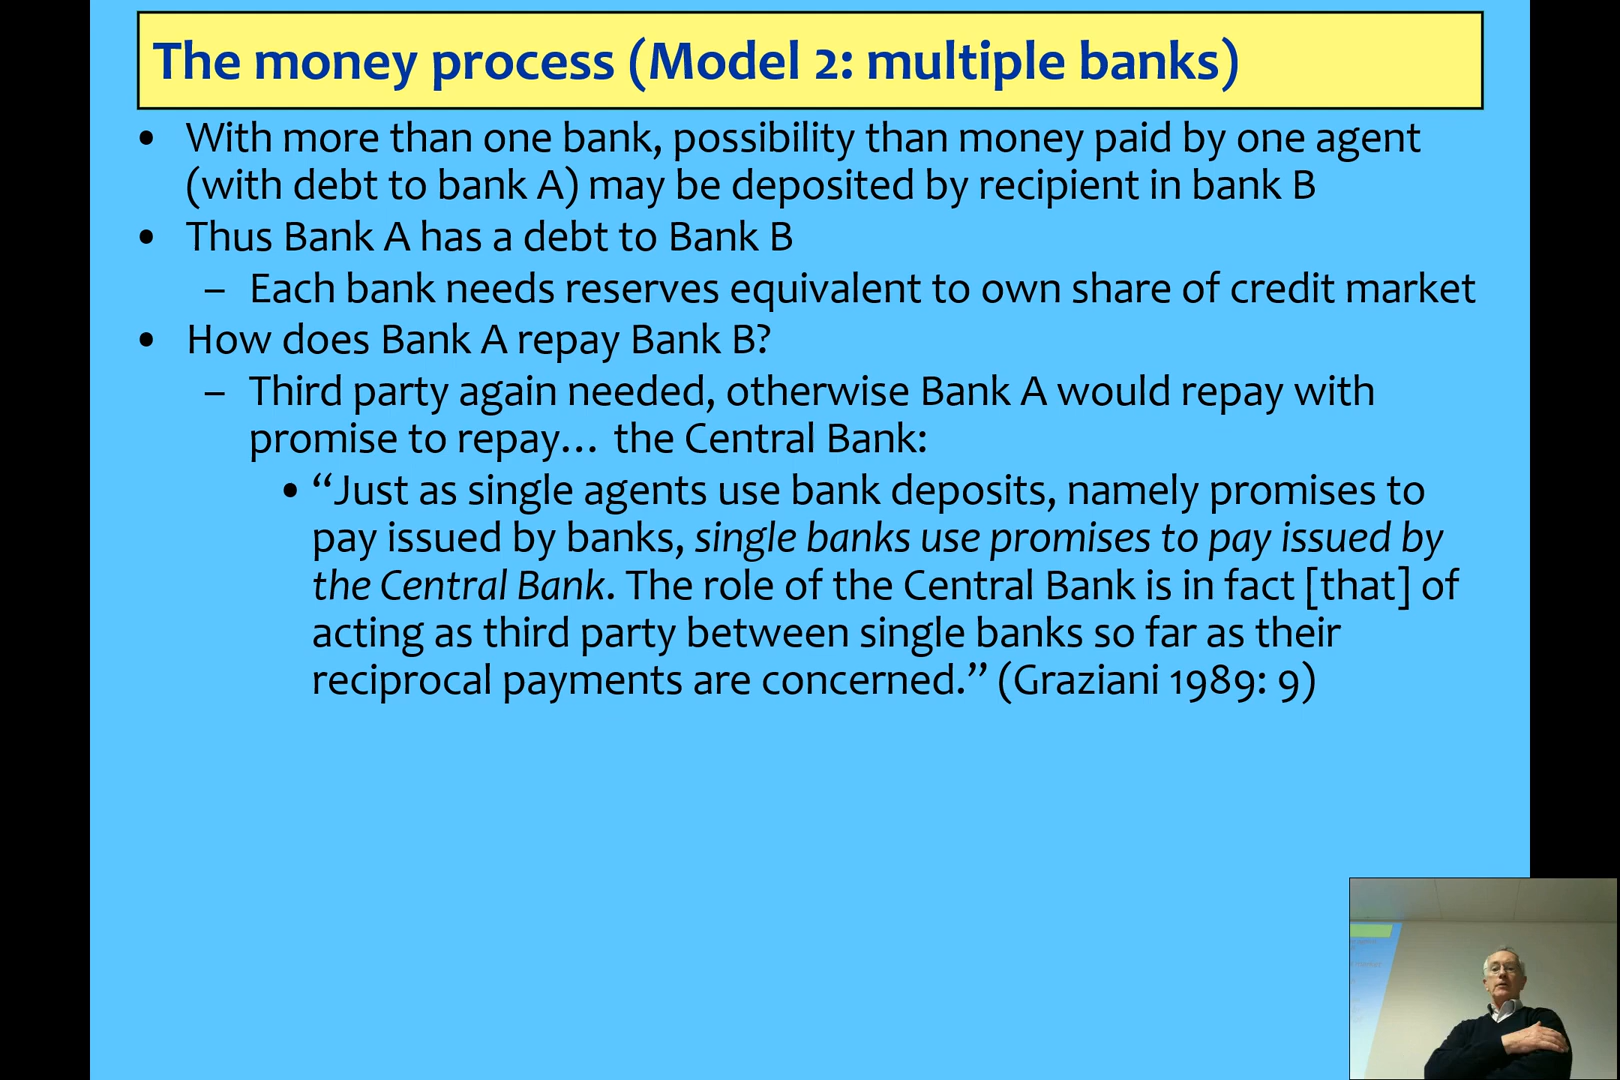 The money process (Model 2: multiple banks)
• With more than one bank, possibility than money paid by one agent
(with debt to bank A) may be deposited by recipient in bank B
• Thus Bank A has a debt to Bank B
– Each bank needs reserves equivalent to own share of credit market
• How does Bank A repay Bank B?
– Third party again needed, otherwise Bank A would repay with
promise to repay… the Central Bank:
• “Just as single agents use bank deposits, namely promises to
pay issued by banks, single banks use promises to pay issued by
the Central Bank. The role of the Central Bank is in fact [that] of
acting as third party between single banks so far as their
reciprocal payments are concerned.” (Graziani 1989: 9)